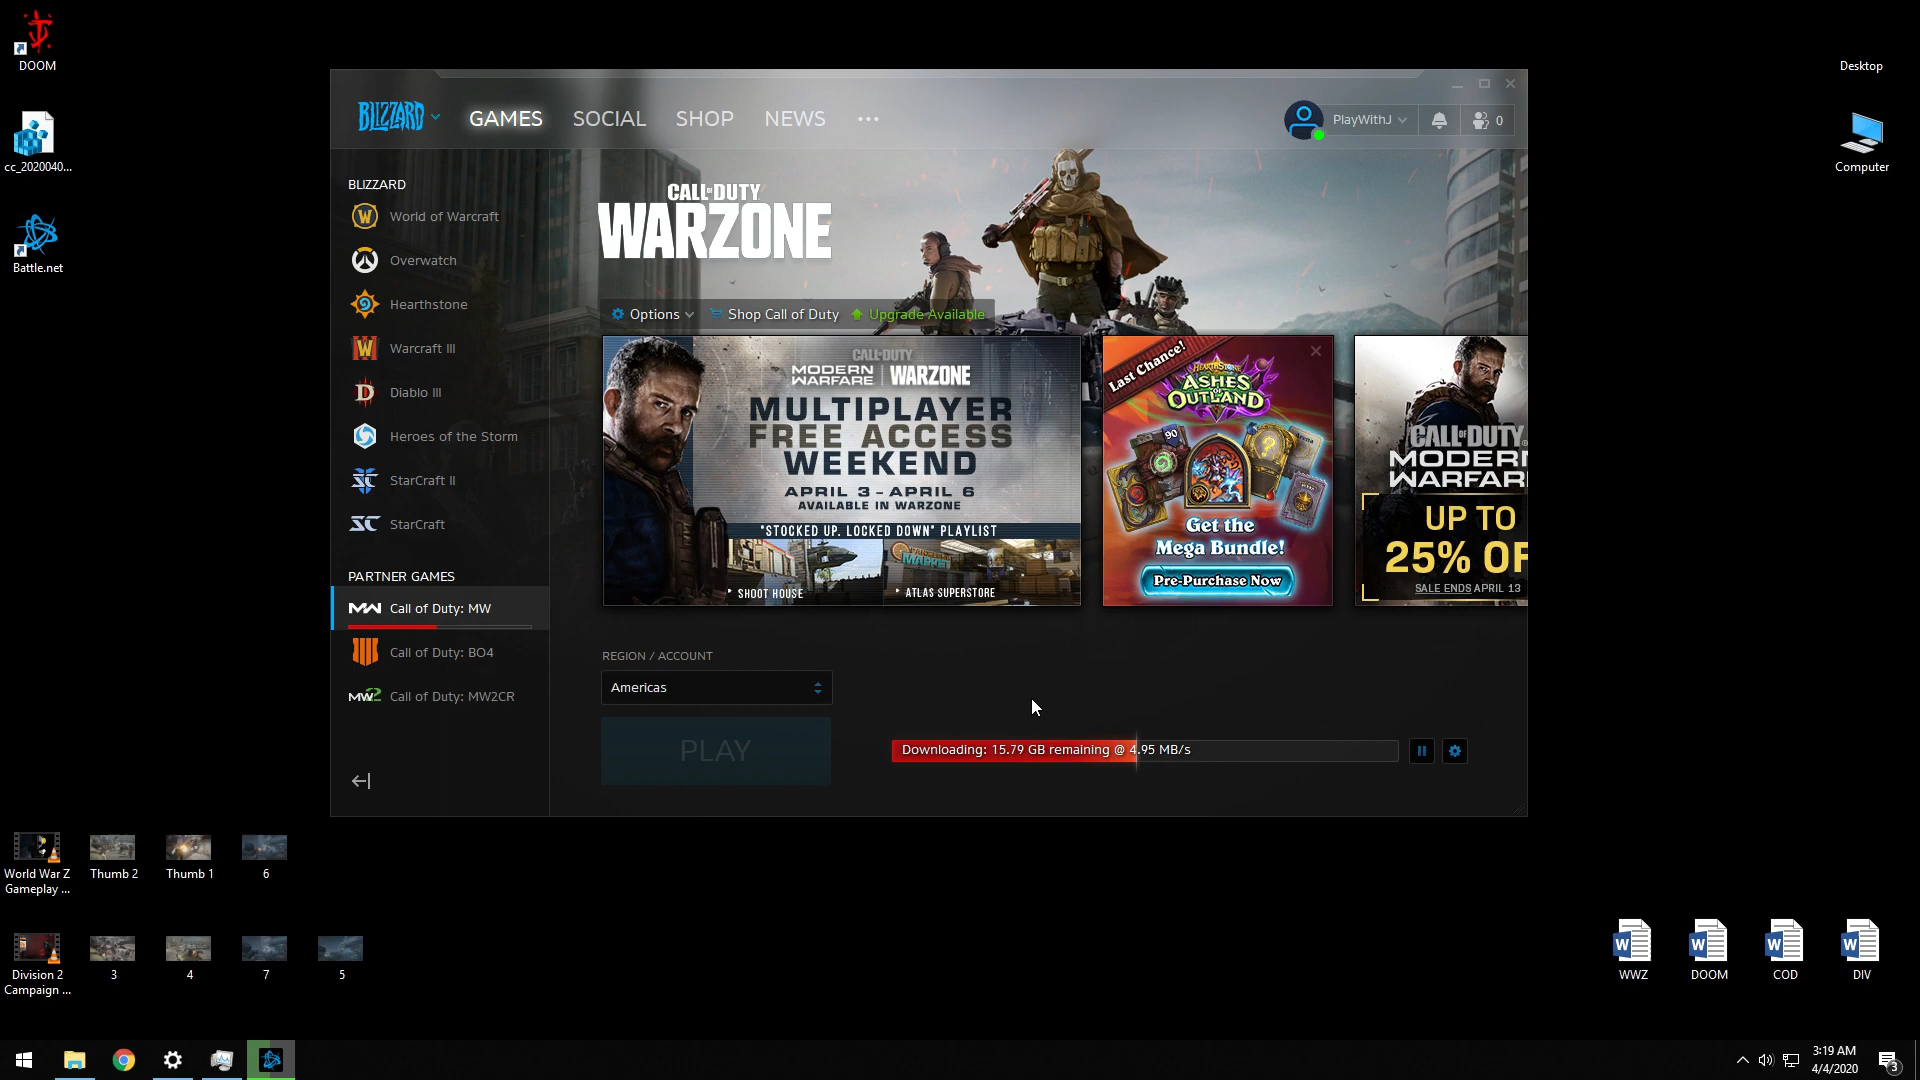 DOOM
cc_2020040...
Battle.net
Desktop
Computer
BLIZZARD
GAMES
SOCIAL
SHOP
NEWS
PlayWithJ
0
BLIZZARD
World of Warcraft
Overwatch
Hearthstone
Warcraft III
Diablo III
Heroes of the Storm
StarCraft II
StarCraft
PARTNER GAMES
Call of Duty: MW
Call of Duty: BO4
Call of Duty: MW2CR
CALL OF DUTY
WARZONE
Options
Shop Call of Duty
Upgrade Available
CALL OF DUTY
MODERN WARFARE | WARZONE
MULTIPLAYER
FREE ACCESS
WEEKEND
APRIL 3 - APRIL 6
AVAILABLE IN WARZONE
"STOCKED UP, LOCKED DOWN" PLAYLIST
SHOOT HOUSE
ATLAS SUPERSTORE
Last Chance!
HEARTHSTONE
ASHES OF OUTLAND
90
Get the
Mega Bundle!
Pre-Purchase Now
CALL OF DUTY
MODERN
WARFAR
UP TO
25% OF
SALE ENDS APRIL 13
REGION / ACCOUNT
Americas
PLAY
Downloading: 15.79 GB remaining @ 4.95 MB/s
World War Z
Gameplay ...
Thumb 2
Thumb 1
6
Division 2
Campaign ...
3
4
7
5
WWZ
DOOM
COD
DIV
3:19 AM
4/4/2020
3